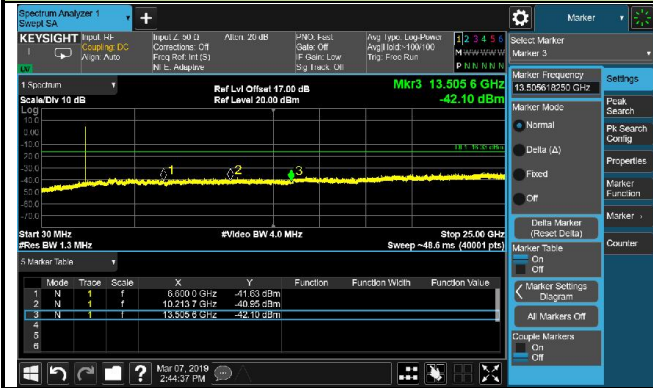 Spectrum Analyzer 1
Swept SA
+
Marker
KEYSIGHT
Input: RF
Coupling: DC
Align: Auto
Input Z: 50 Ω
Corrections: Off
Freq Ref: Int (S)
NFE: Adaptive
Atten: 20 dB
PNO: Fast
Gate: Off
IF Gain: Low
Sig Track: Off
Avg Type: Log-Power
Avg|Hold:>100/100
Trig: Free Run
1 2 3 4 5 6
M W W W W W
P N N N N N
Select Marker
Marker 3
1 Spectrum
Scale/Div 10 dB
Log
Ref Lvl Offset 17.00 dB
Ref Level 20.00 dBm
Mkr3 13.505 6 GHz
-42.10 dBm
10.0
0.00
-10.0
-20.0
-30.0
-40.0
-50.0
-60.0
-70.0
1
2
3
Start 30 MHz
#Res BW 1.3 MHz
#Video BW 4.0 MHz
Stop 25.00 GHz
Sweep ~48.6 ms (40001 pts)
5 Marker Table
Mode Trace Scale X Y Function Function Width Function Value
1 N 1 f 6.600 0 GHz -41.63 dBm
2 N 1 f 10.213 7 GHz -40.95 dBm
3 N 1 f 13.505 6 GHz -42.10 dBm
4
5
6
Marker Frequency
13.505618250 GHz
Marker Mode
Normal
Delta (Δ)
Fixed
Off
Delta Marker
(Reset Delta)
Marker Table
On
Off
Marker Settings
Diagram
All Markers Off
Couple Markers
On
Off
Settings
Peak
Search
Pk Search
Config
Properties
Marker
Function
Marker
Counter
Mar 07, 2019
2:44:37 PM